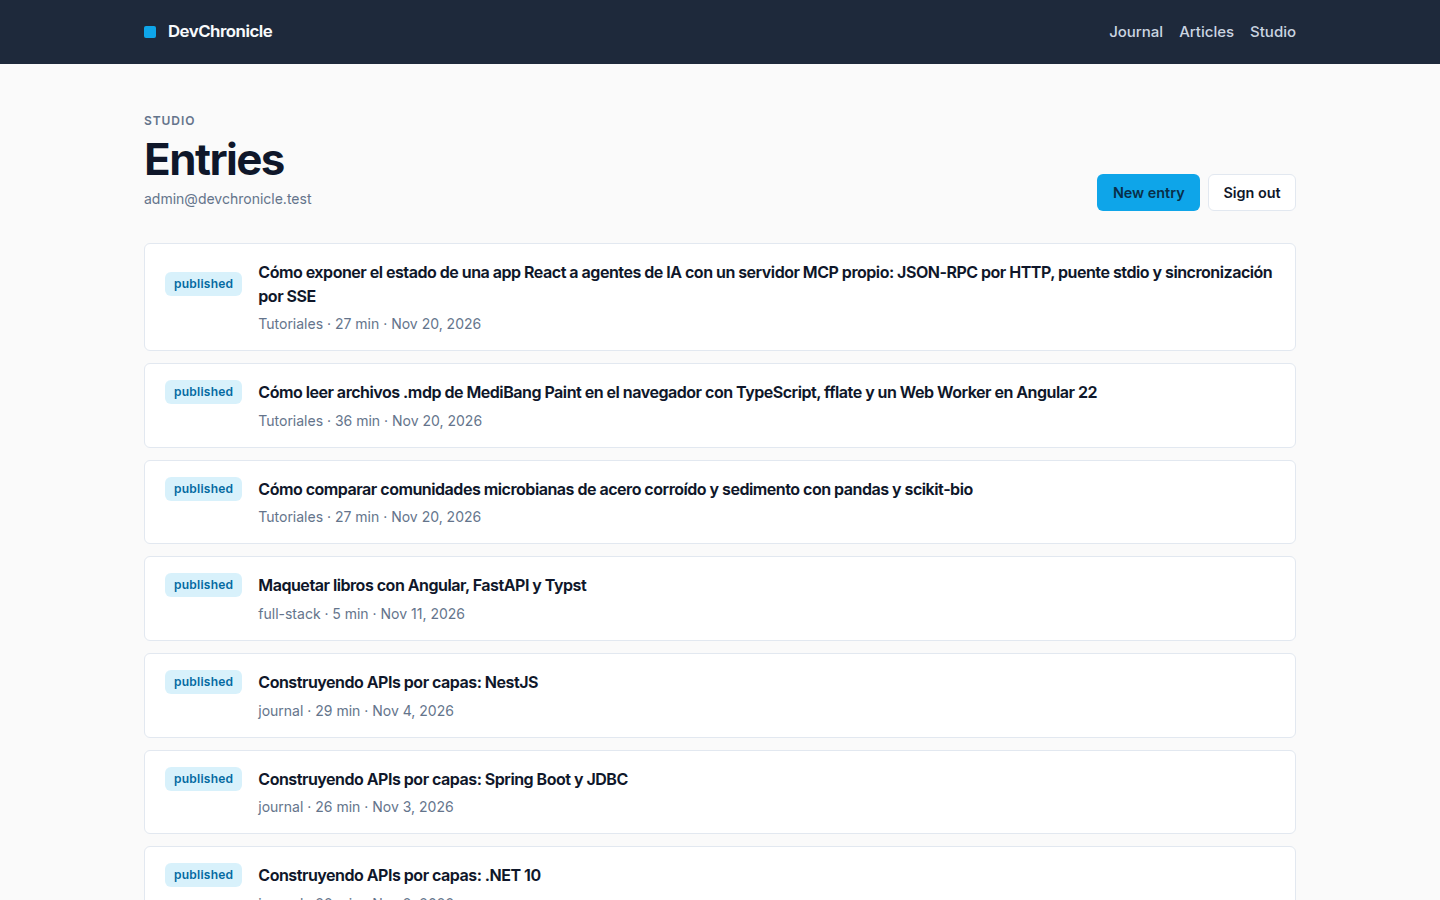 DevChronicle
Journal Articles Studio
STUDIO
Entries
admin@devchronicle.test
New entry Sign out
published
Cómo exponer el estado de una app React a agentes de IA con un servidor MCP propio: JSON-RPC por HTTP, puente stdio y sincronización
por SSE
Tutoriales · 27 min · Nov 20, 2026
published
Cómo leer archivos .mdp de MediBang Paint en el navegador con TypeScript, fflate y un Web Worker en Angular 22
Tutoriales · 36 min · Nov 20, 2026
published
Cómo comparar comunidades microbianas de acero corroído y sedimento con pandas y scikit-bio
Tutoriales · 27 min · Nov 20, 2026
published
Maquetar libros con Angular, FastAPI y Typst
full-stack · 5 min · Nov 11, 2026
published
Construyendo APIs por capas: NestJS
journal · 29 min · Nov 4, 2026
published
Construyendo APIs por capas: Spring Boot y JDBC
journal · 26 min · Nov 3, 2026
published
Construyendo APIs por capas: .NET 10